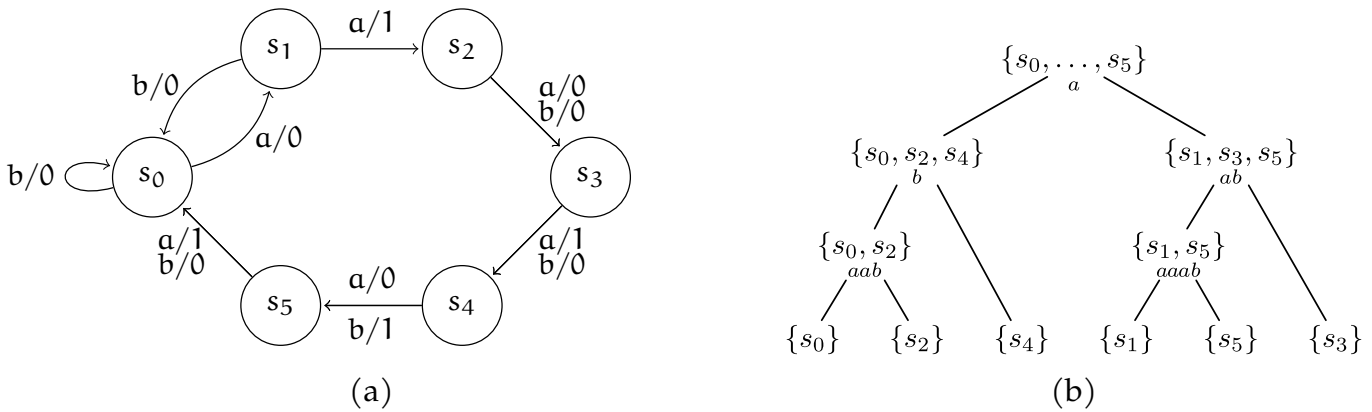 s₁
a/1
s₂
b/0
a/0
b/0
a/0
b/0
s₀
s₃
a/1
b/0
a/1
b/0
s₅
a/0
b/1
s₄
(a)
{s₀, . . . , s₅}
a
{s₀, s₂, s₄}
b
{s₁, s₃, s₅}
ab
{s₀, s₂}
aab
{s₁, s₅}
aaab
{s₀} {s₂} {s₄} {s₁} {s₅} {s₃}
(b)